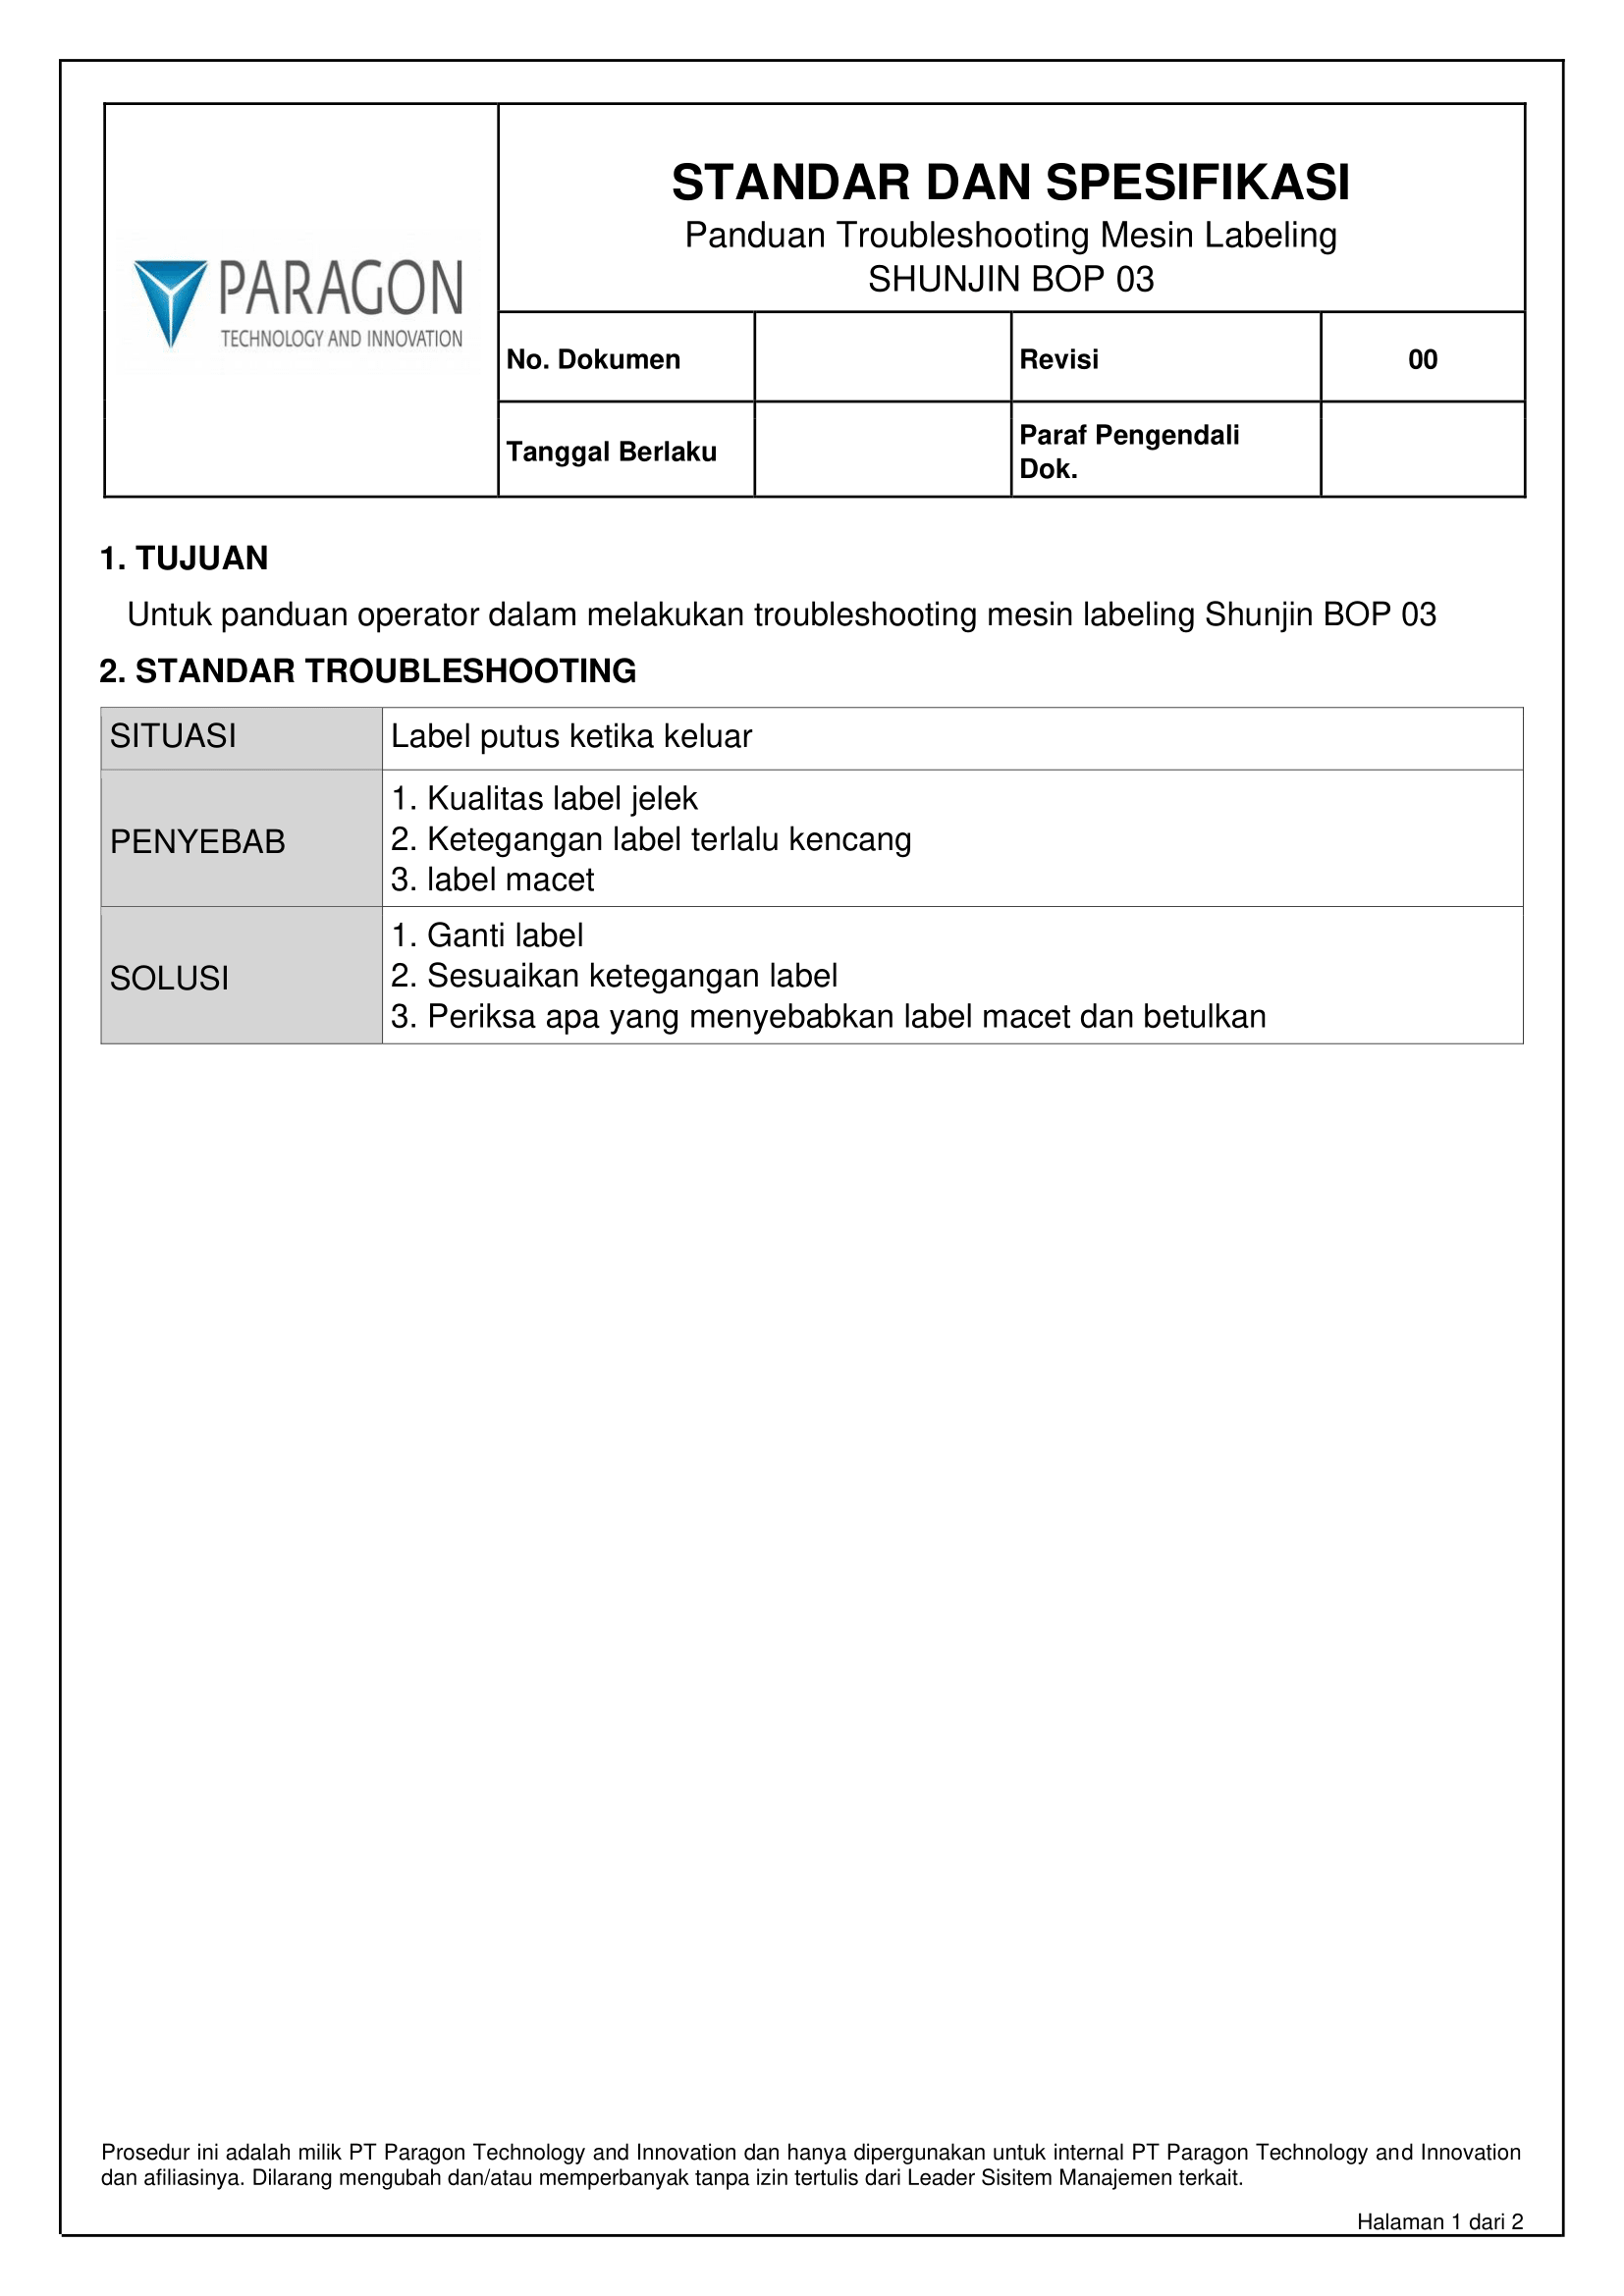 PARAGON
TECHNOLOGY AND INNOVATION
STANDAR DAN SPESIFIKASI
Panduan Troubleshooting Mesin Labeling
SHUNJIN BOP 03
No. Dokumen
Revisi
00
Tanggal Berlaku
Paraf Pengendali
Dok.
1. TUJUAN
Untuk panduan operator dalam melakukan troubleshooting mesin labeling Shunjin BOP 03
2. STANDAR TROUBLESHOOTING
SITUASI
Label putus ketika keluar
PENYEBAB
1. Kualitas label jelek
2. Ketegangan label terlalu kencang
3. label macet
SOLUSI
1. Ganti label
2. Sesuaikan ketegangan label
3. Periksa apa yang menyebabkan label macet dan betulkan
Prosedur ini adalah milik PT Paragon Technology and Innovation dan hanya dipergunakan untuk internal PT Paragon Technology and Innovation
dan afiliasinya. Dilarang mengubah dan/atau memperbanyak tanpa izin tertulis dari Leader Sisitem Manajemen terkait.
Halaman 1 dari 2